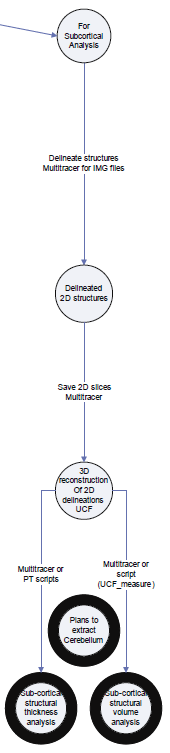 For
Subcortical
Analysis
Delineate structures
Multitracer for IMG files
Delineated
2D structures
Save 2D slices
Multitracer
3D
reconstruction
Of 2D
delineations
UCF
Multitracer or
PT scripts
Multitracer or
script
(UCF_measure)
Plans to
extract
Cerebellum
Sub-cortical
structural
thickness
analysis
Sub-cortical
structural
volume
analysis